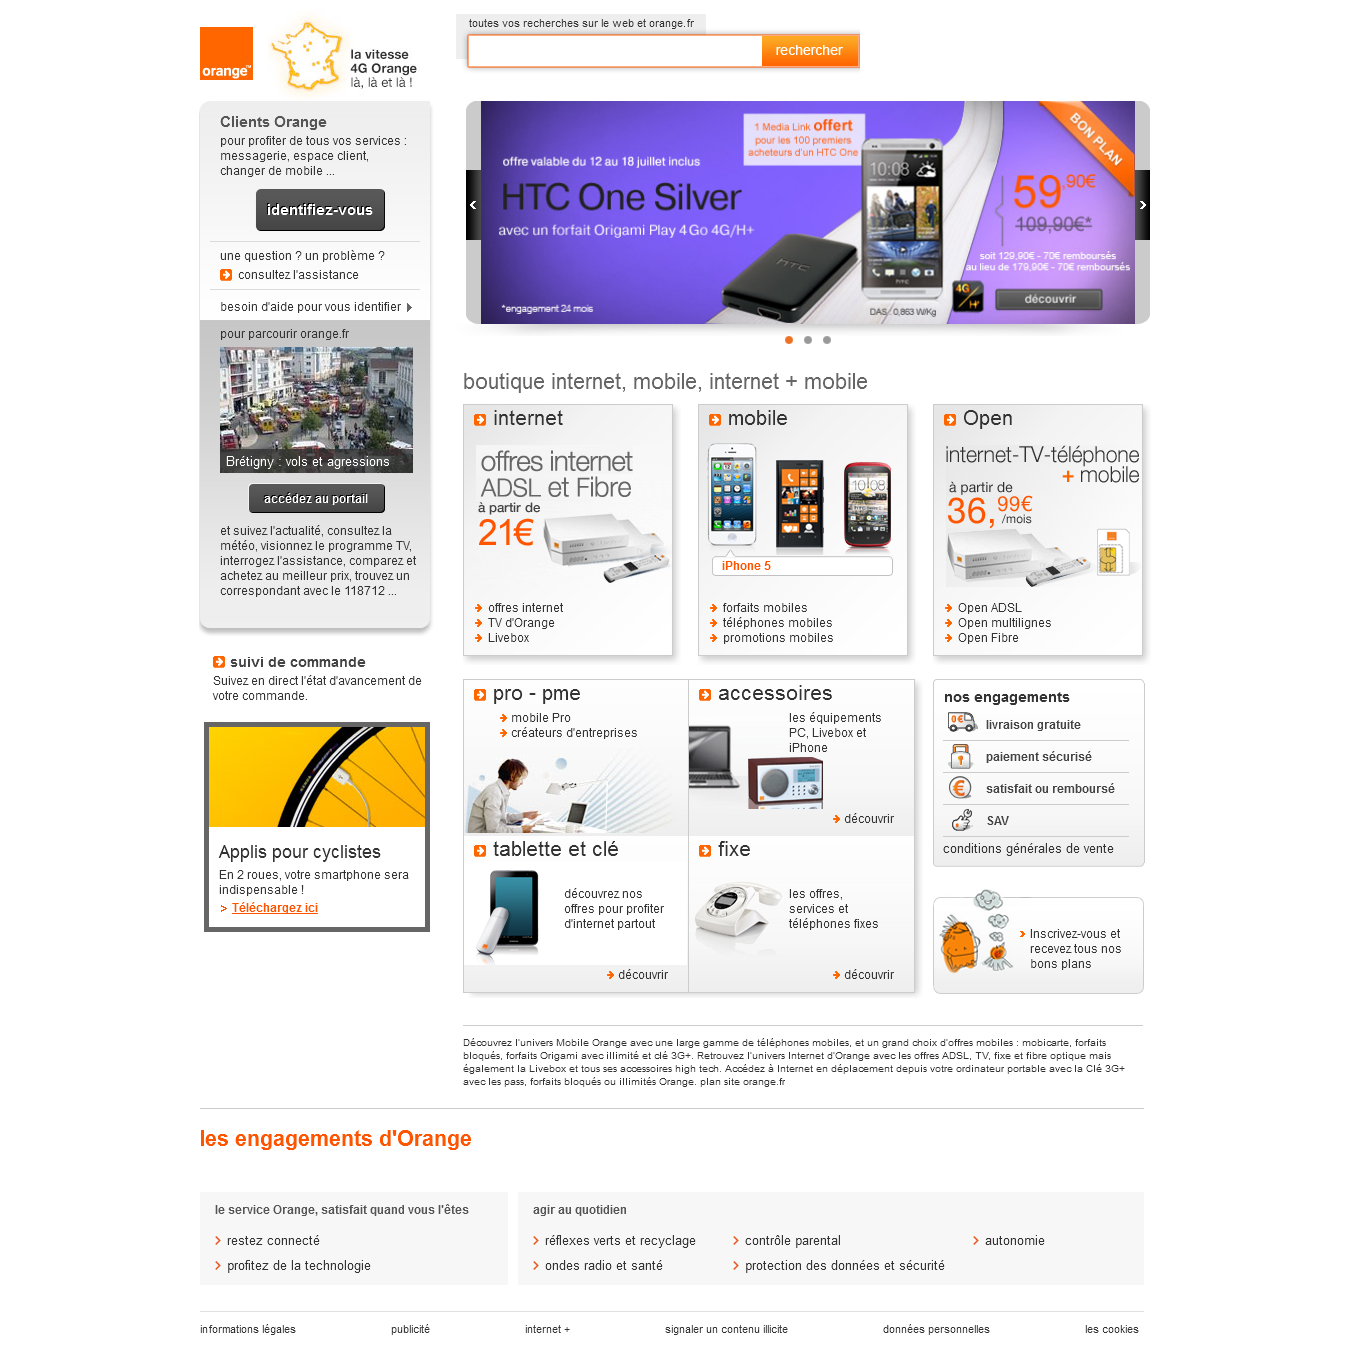 toutes vos recherches sur le web et orange.fr
rechercher
orange™
la vitesse
4G Orange
là, là et là !
Clients Orange
pour profiter de tous vos services :
messagerie, espace client,
changer de mobile ...
identifiez-vous
une question ? un problème ?
consultez l'assistance
besoin d'aide pour vous identifier
pour parcourir orange.fr
Brétigny : vols et agressions
accédez au portail
et suivez l'actualité, consultez la
météo, visionnez le programme TV,
interrogez l'assistance, comparez et
achetez au meilleur prix, trouvez un
correspondant avec le 118712 ...
suivi de commande
Suivez en direct l'état d'avancement de
votre commande.
Applis pour cyclistes
En 2 roues, votre smartphone sera
indispensable !
> Téléchargez ici
1 Media Link offert
pour les 100 premiers
acheteurs d'un HTC One
BON PLAN
offre valable du 12 au 18 juillet inclus
HTC One Silver
avec un forfait Origami Play 4Go 4G/H+
*engagement 24 mois
hTC
10:08
hTC
DAS : 0,863 W/Kg
59,90€
109,90€*
soit 129,90€ - 70€ remboursés
au lieu de 179,90€ - 70€ remboursés
4G
H+
découvrir
boutique internet, mobile, internet + mobile
internet
offres internet
ADSL et Fibre
à partir de
21€
offres internet
TV d'Orange
Livebox
mobile
10:08
iPhone 5
forfaits mobiles
téléphones mobiles
promotions mobiles
Open
internet-TV-téléphone
+ mobile
à partir de
36,99€
/mois
Open ADSL
Open multilignes
Open Fibre
pro - pme
mobile Pro
créateurs d'entreprises
accessoires
les équipements
PC, Livebox et
iPhone
découvrir
tablette et clé
découvrez nos
offres pour profiter
d'internet partout
découvrir
fixe
les offres,
services et
téléphones fixes
découvrir
nos engagements
0€
livraison gratuite
paiement sécurisé
€
satisfait ou remboursé
SAV
conditions générales de vente
Inscrivez-vous et
recevez tous nos
bons plans
Découvrez l'univers Mobile Orange avec une large gamme de téléphones mobiles, et un grand choix d'offres mobiles : mobicarte, forfaits
bloqués, forfaits Origami avec illimité et clé 3G+. Retrouvez l'univers Internet d'Orange avec les offres ADSL, TV, fixe et fibre optique mais
également la Livebox et tous ses accessoires high tech. Accédez à Internet en déplacement depuis votre ordinateur portable avec la Clé 3G+
avec les pass, forfaits bloqués ou illimités Orange. plan site orange.fr
les engagements d'Orange
le service Orange, satisfait quand vous l'êtes
restez connecté
profitez de la technologie
agir au quotidien
réflexes verts et recyclage
contrôle parental
autonomie
ondes radio et santé
protection des données et sécurité
informations légales
publicité
internet +
signaler un contenu illicite
données personnelles
les cookies